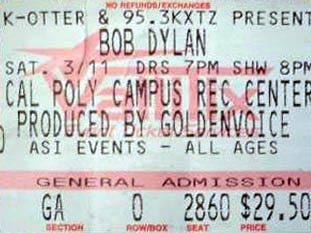 NO REFUNDS/EXCHANGES
K-OTTER & 95.3KXTZ PRESENT
BOB DYLAN
SAT. 3/11 DRS 7PM SHW 8PM
CAL POLY CAMPUS REC CENTER
PRODUCED BY GOLDENVOICE
ASI EVENTS - ALL AGES
GENERAL ADMISSION
GA 0 2860 $29.50
SECTION ROW/BOX SEAT PRICE